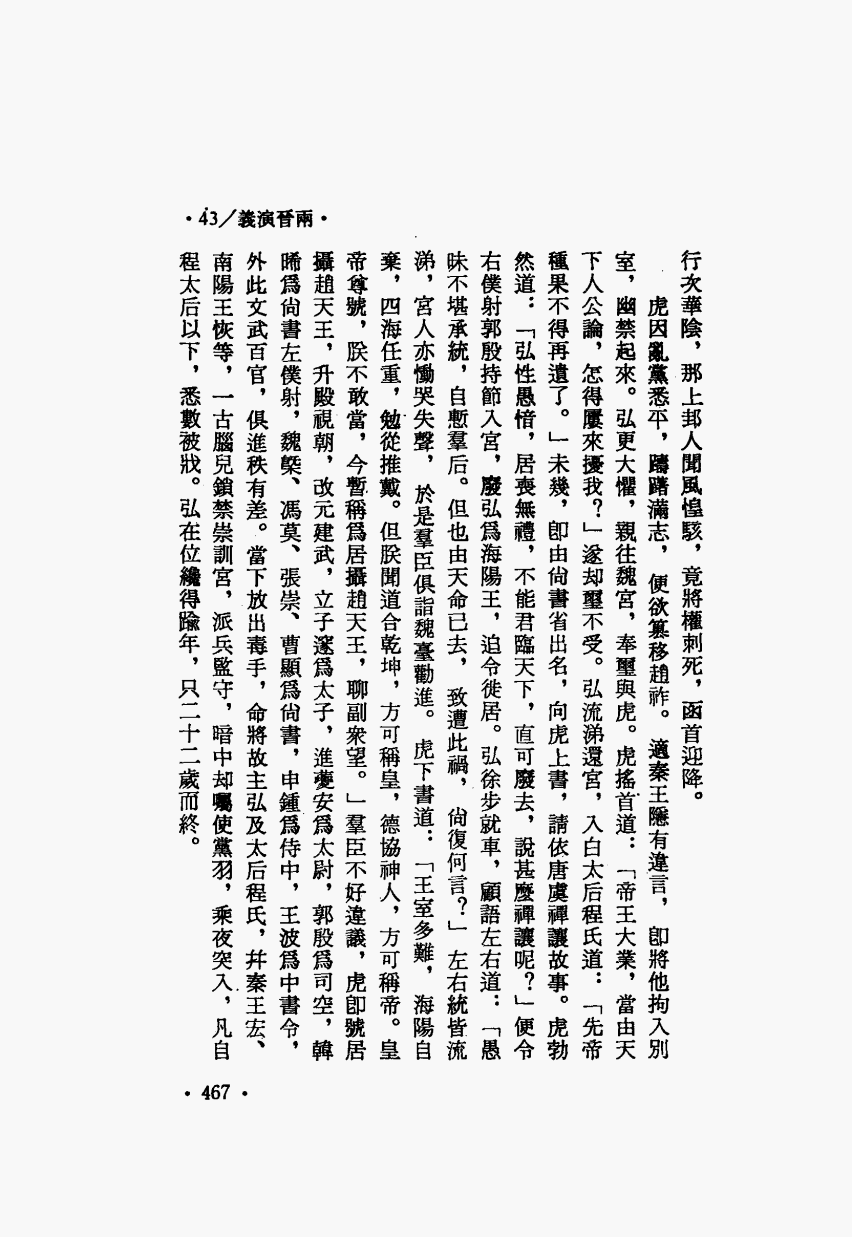 ·43/義演晉兩·
行次華陰，那上邽人聞風惶駭，竟將權刺死，函首迎降。
虎因亂黨悉平，躊躇滿志，便欲篡移趙祚。適秦王隱有違言，卽將他拘入別
室，幽禁起來。弘更大懼，親往魏宮，奉璽與虎。虎搖首道：「帝王大業，當由天
下人公論，怎得屢來擾我？」遂却璽不受。弘流涕還宮，入白太后程氏道：「先帝
種果不得再遺了。」未幾，卽由尙書省出名，向虎上書，請依唐虞禪讓故事。虎勃
然道：「弘性愚愔，居喪無禮，不能君臨天下，直可廢去，說甚麼禪讓呢？」便令
右僕射郭殷持節入宮，廢弘爲海陽王，迫令徙居。弘徐步就車，顧語左右道：「愚
昧不堪承統，自慙羣后。但也由天命已去，致遭此禍，尙復何言？」左右統皆流
涕，宮人亦慟哭失聲，於是羣臣俱詣魏臺勸進。虎下書道：「王室多難，海陽自
棄，四海任重，勉從推戴。但朕聞道合乾坤，方可稱皇，德協神人，方可稱帝。皇
帝尊號，朕不敢當，今暫稱爲居攝趙天王，聊副衆望。」羣臣不好違議，虎卽號居
攝趙天王，升殿視朝，改元建武，立子邃爲太子，進夔安爲太尉，郭殷爲司空，韓
晞爲尙書左僕射，魏㮣、馮莫、張崇、曹顯爲尙書，申鍾爲侍中，王波爲中書令，
外此文武百官，俱進秩有差。當下放出毒手，命將故主弘及太后程氏，幷秦王宏、
南陽王恢等，一古腦兒鎖禁崇訓宮，派兵監守，暗中却囑使黨羽，乘夜突入，凡自
程太后以下，悉數被戕。弘在位纔得踰年，只二十二歲而終。
·467·